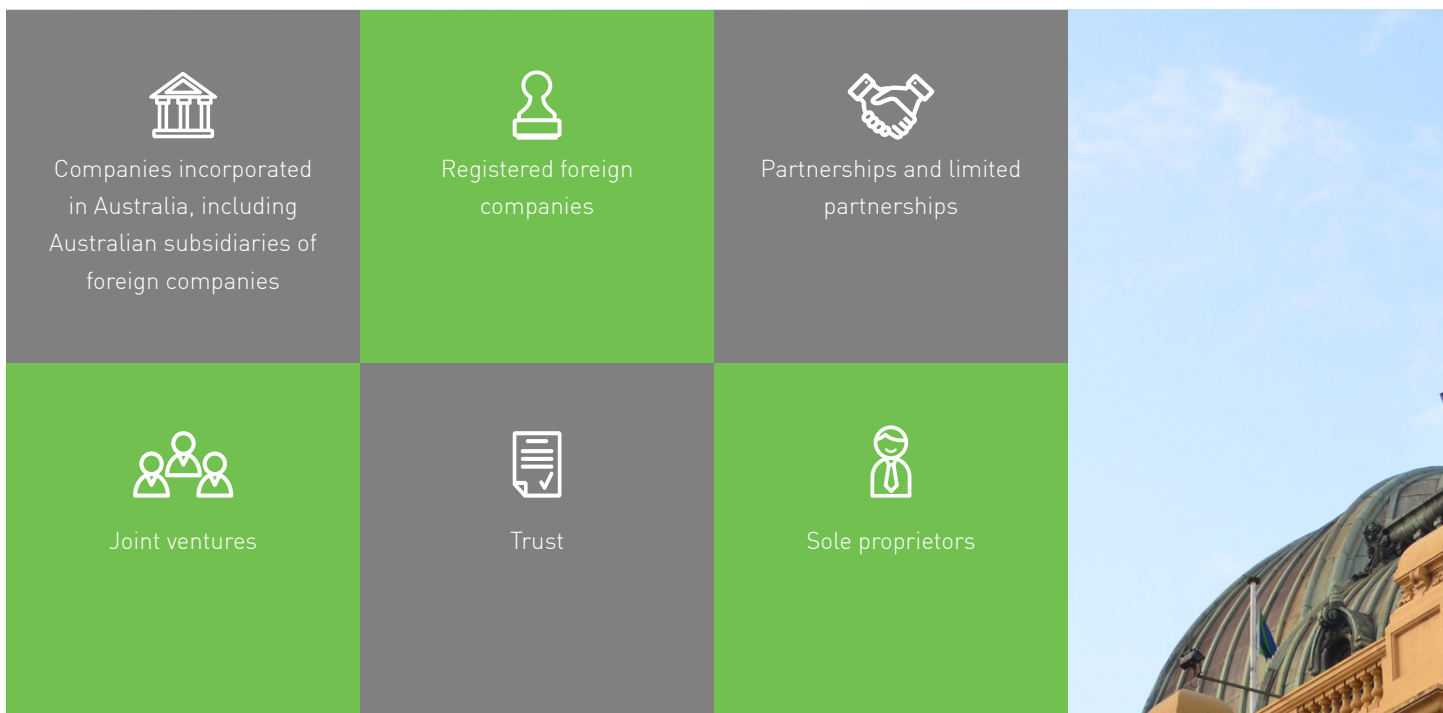 Companies incorporated
in Australia, including
Australian subsidiaries of
foreign companies
Registered foreign
companies
Partnerships and limited
partnerships
Joint ventures
Trust
Sole proprietors